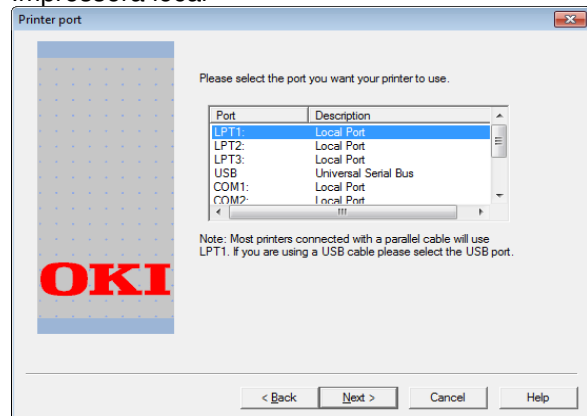 Impressora local
Printer port
Please select the port you want your printer to use.
Port Description
LPT1: Local Port
LPT2: Local Port
LPT3: Local Port
USB Universal Serial Bus
COM1: Local Port
COM2: Local Port
Note: Most printers connected with a parallel cable will use
LPT1. If you are using a USB cable please select the USB port.
OKI
< Back Next > Cancel Help